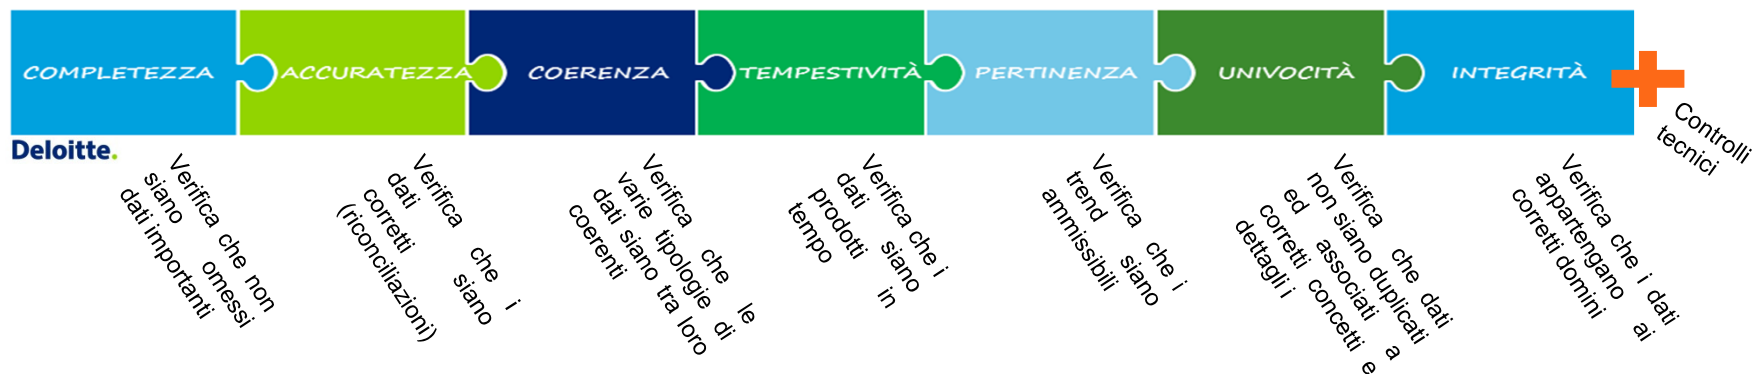 COMPLETEZZA
ACCURATEZZA
COERENZA
TEMPESTIVITÀ
PERTINENZA
UNIVOCITÀ
INTEGRITÀ
Controlli
tecnici
Deloitte.
Verifica che non
siano omessi
dati importanti
Verifica che i
dati siano
corretti
(riconciliazioni)
Verifica che le
varie tipologie di
dati siano tra loro
coerenti
Verifica che i
dati siano
prodotti in
tempo
Verifica che i
trend siano
ammissibili
Verifica che dati
non siano duplicati
ed associati a
corretti concetti e
dettagli i
Verifica che i dati
appartengano ai
corretti domini